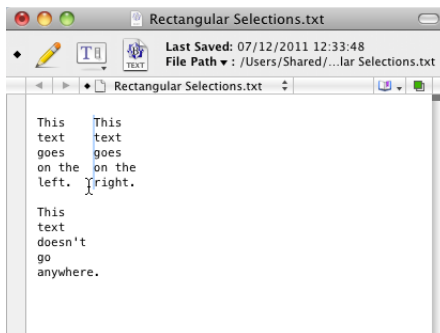 Rectangular Selections.txt
Last Saved: 07/12/2011 12:33:48
File Path ▾ : /Users/Shared/...lar Selections.txt
TEXT
Rectangular Selections.txt
This    This
text    text
goes    goes
on the  on the
left.   right.
This
text
doesn't
go
anywhere.